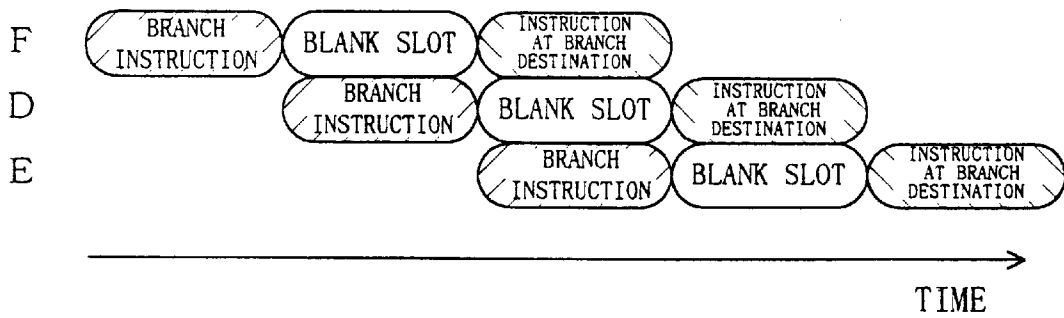 F
BRANCH
INSTRUCTION
BLANK SLOT
INSTRUCTION
AT BRANCH
DESTINATION
D
BRANCH
INSTRUCTION
BLANK SLOT
INSTRUCTION
AT BRANCH
DESTINATION
E
BRANCH
INSTRUCTION
BLANK SLOT
INSTRUCTION
AT BRANCH
DESTINATION
TIME